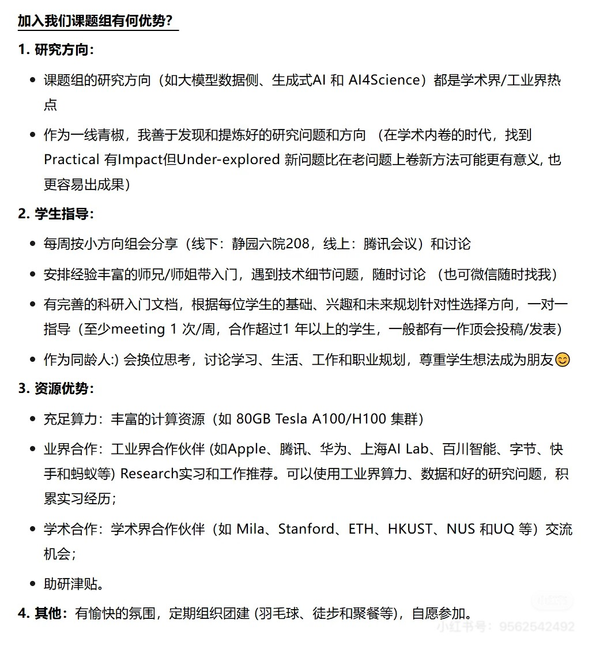 加入我们课题组有何优势?
1. 研究方向:
• 课题组的研究方向（如大模型数据侧、生成式AI 和 AI4Science）都是学术界/工业界热
点
• 作为一线青椒，我善于发现和提炼好的研究问题和方向 （在学术内卷的时代，找到
Practical 有Impact但Under-explored 新问题比在老问题上卷新方法可能更有意义, 也
更容易出成果）
2. 学生指导:
• 每周按小方向组会分享（线下：静园六院208，线上：腾讯会议）和讨论
• 安排经验丰富的师兄/师姐带入门，遇到技术细节问题，随时讨论 （也可微信随时找我）
• 有完善的科研入门文档，根据每位学生的基础、兴趣和未来规划针对性选择方向，一对一
指导（至少meeting 1 次/周，合作超过1 年以上的学生，一般都有一作顶会投稿/发表）
• 作为同龄人:) 会换位思考，讨论学习、生活、工作和职业规划，尊重学生想法成为朋友😊
3. 资源优势:
• 充足算力：丰富的计算资源（如 80GB Tesla A100/H100 集群）
• 业界合作：工业界合作伙伴 (如Apple、腾讯、华为、上海AI Lab、百川智能、字节、快
手和蚂蚁等) Research实习和工作推荐。可以使用工业界算力、数据和好的研究问题，积
累实习经历；
• 学术合作：学术界合作伙伴（如 Mila、Stanford、ETH、HKUST、NUS 和UQ 等）交流
机会；
• 助研津贴。
4. 其他：有愉快的氛围，定期组织团建 (羽毛球、徒步和聚餐等)，自愿参加。
小红书号：9562642492